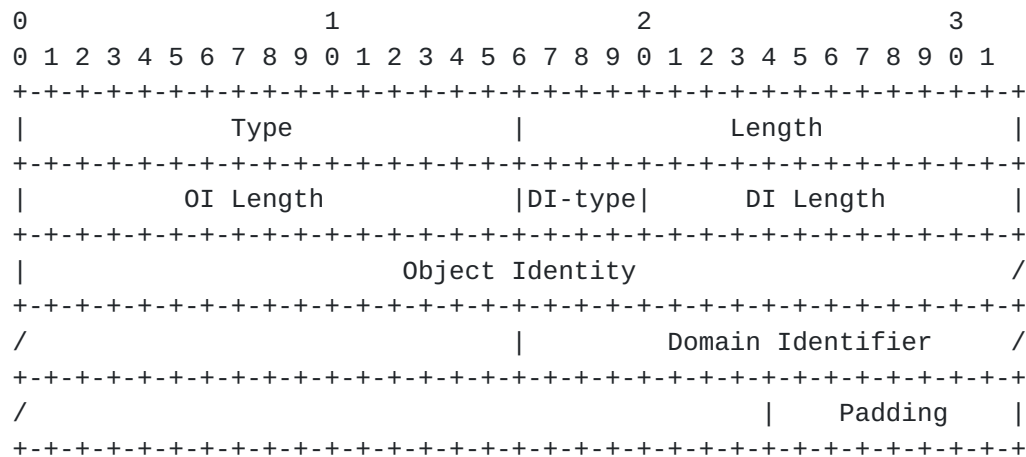 0                   1                   2                   3
0 1 2 3 4 5 6 7 8 9 0 1 2 3 4 5 6 7 8 9 0 1 2 3 4 5 6 7 8 9 0 1
+-+-+-+-+-+-+-+-+-+-+-+-+-+-+-+-+-+-+-+-+-+-+-+-+-+-+-+-+-+-+-+-+
|             Type              |             Length            |
+-+-+-+-+-+-+-+-+-+-+-+-+-+-+-+-+-+-+-+-+-+-+-+-+-+-+-+-+-+-+-+-+
|          OI Length            |DI-type|      DI Length        |
+-+-+-+-+-+-+-+-+-+-+-+-+-+-+-+-+-+-+-+-+-+-+-+-+-+-+-+-+-+-+-+-+
|                        Object Identity                        /
+-+-+-+-+-+-+-+-+-+-+-+-+-+-+-+-+-+-+-+-+-+-+-+-+-+-+-+-+-+-+-+-+
/                               |         Domain Identifier     /
+-+-+-+-+-+-+-+-+-+-+-+-+-+-+-+-+-+-+-+-+-+-+-+-+-+-+-+-+-+-+-+-+
/                                               |    Padding    |
+-+-+-+-+-+-+-+-+-+-+-+-+-+-+-+-+-+-+-+-+-+-+-+-+-+-+-+-+-+-+-+-+